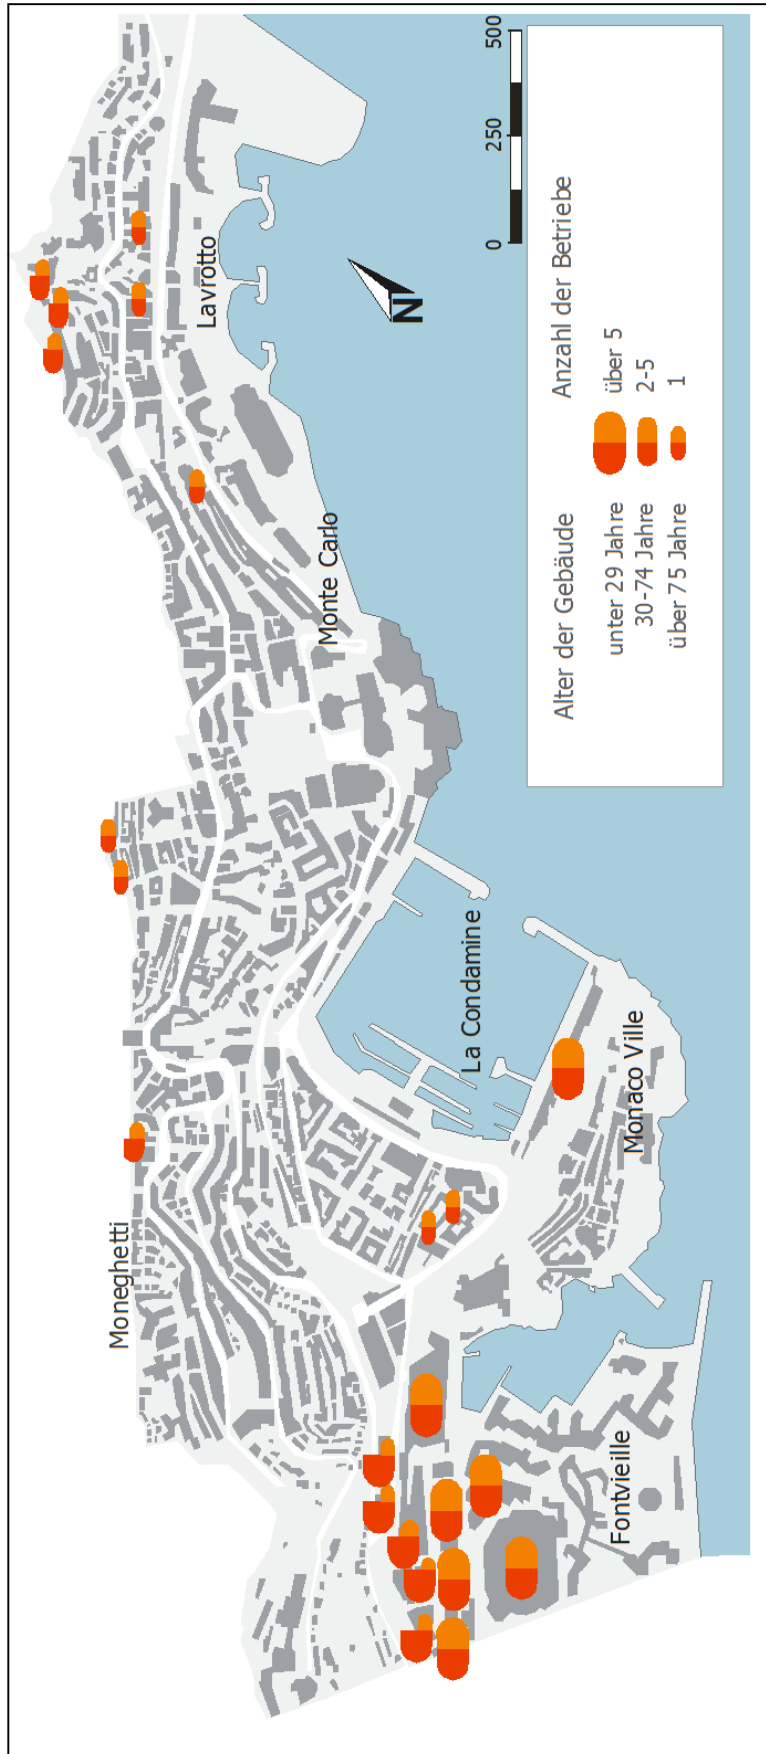 Moneghetti
Fontvieille
La Condamine
Monaco Ville
Monte Carlo
Lavrotto
N
0 250 500
Alter der Gebäude Anzahl der Betriebe
unter 29 Jahre über 5
30-74 Jahre 2-5
über 75 Jahre 1